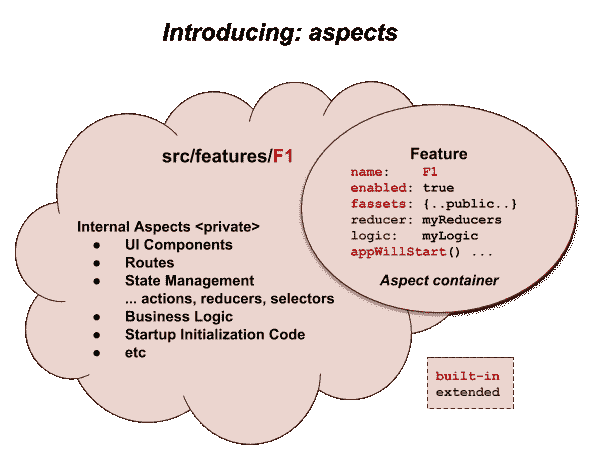 Introducing: aspects
src/features/F1
Feature
name: F1
enabled: true
fassets: {..public..}
reducer: myReducers
logic: myLogic
appWillStart() ...
Aspect container
Internal Aspects <private>
● UI Components
● Routes
● State Management
... actions, reducers, selectors
● Business Logic
● Startup Initialization Code
● etc
built-in
extended